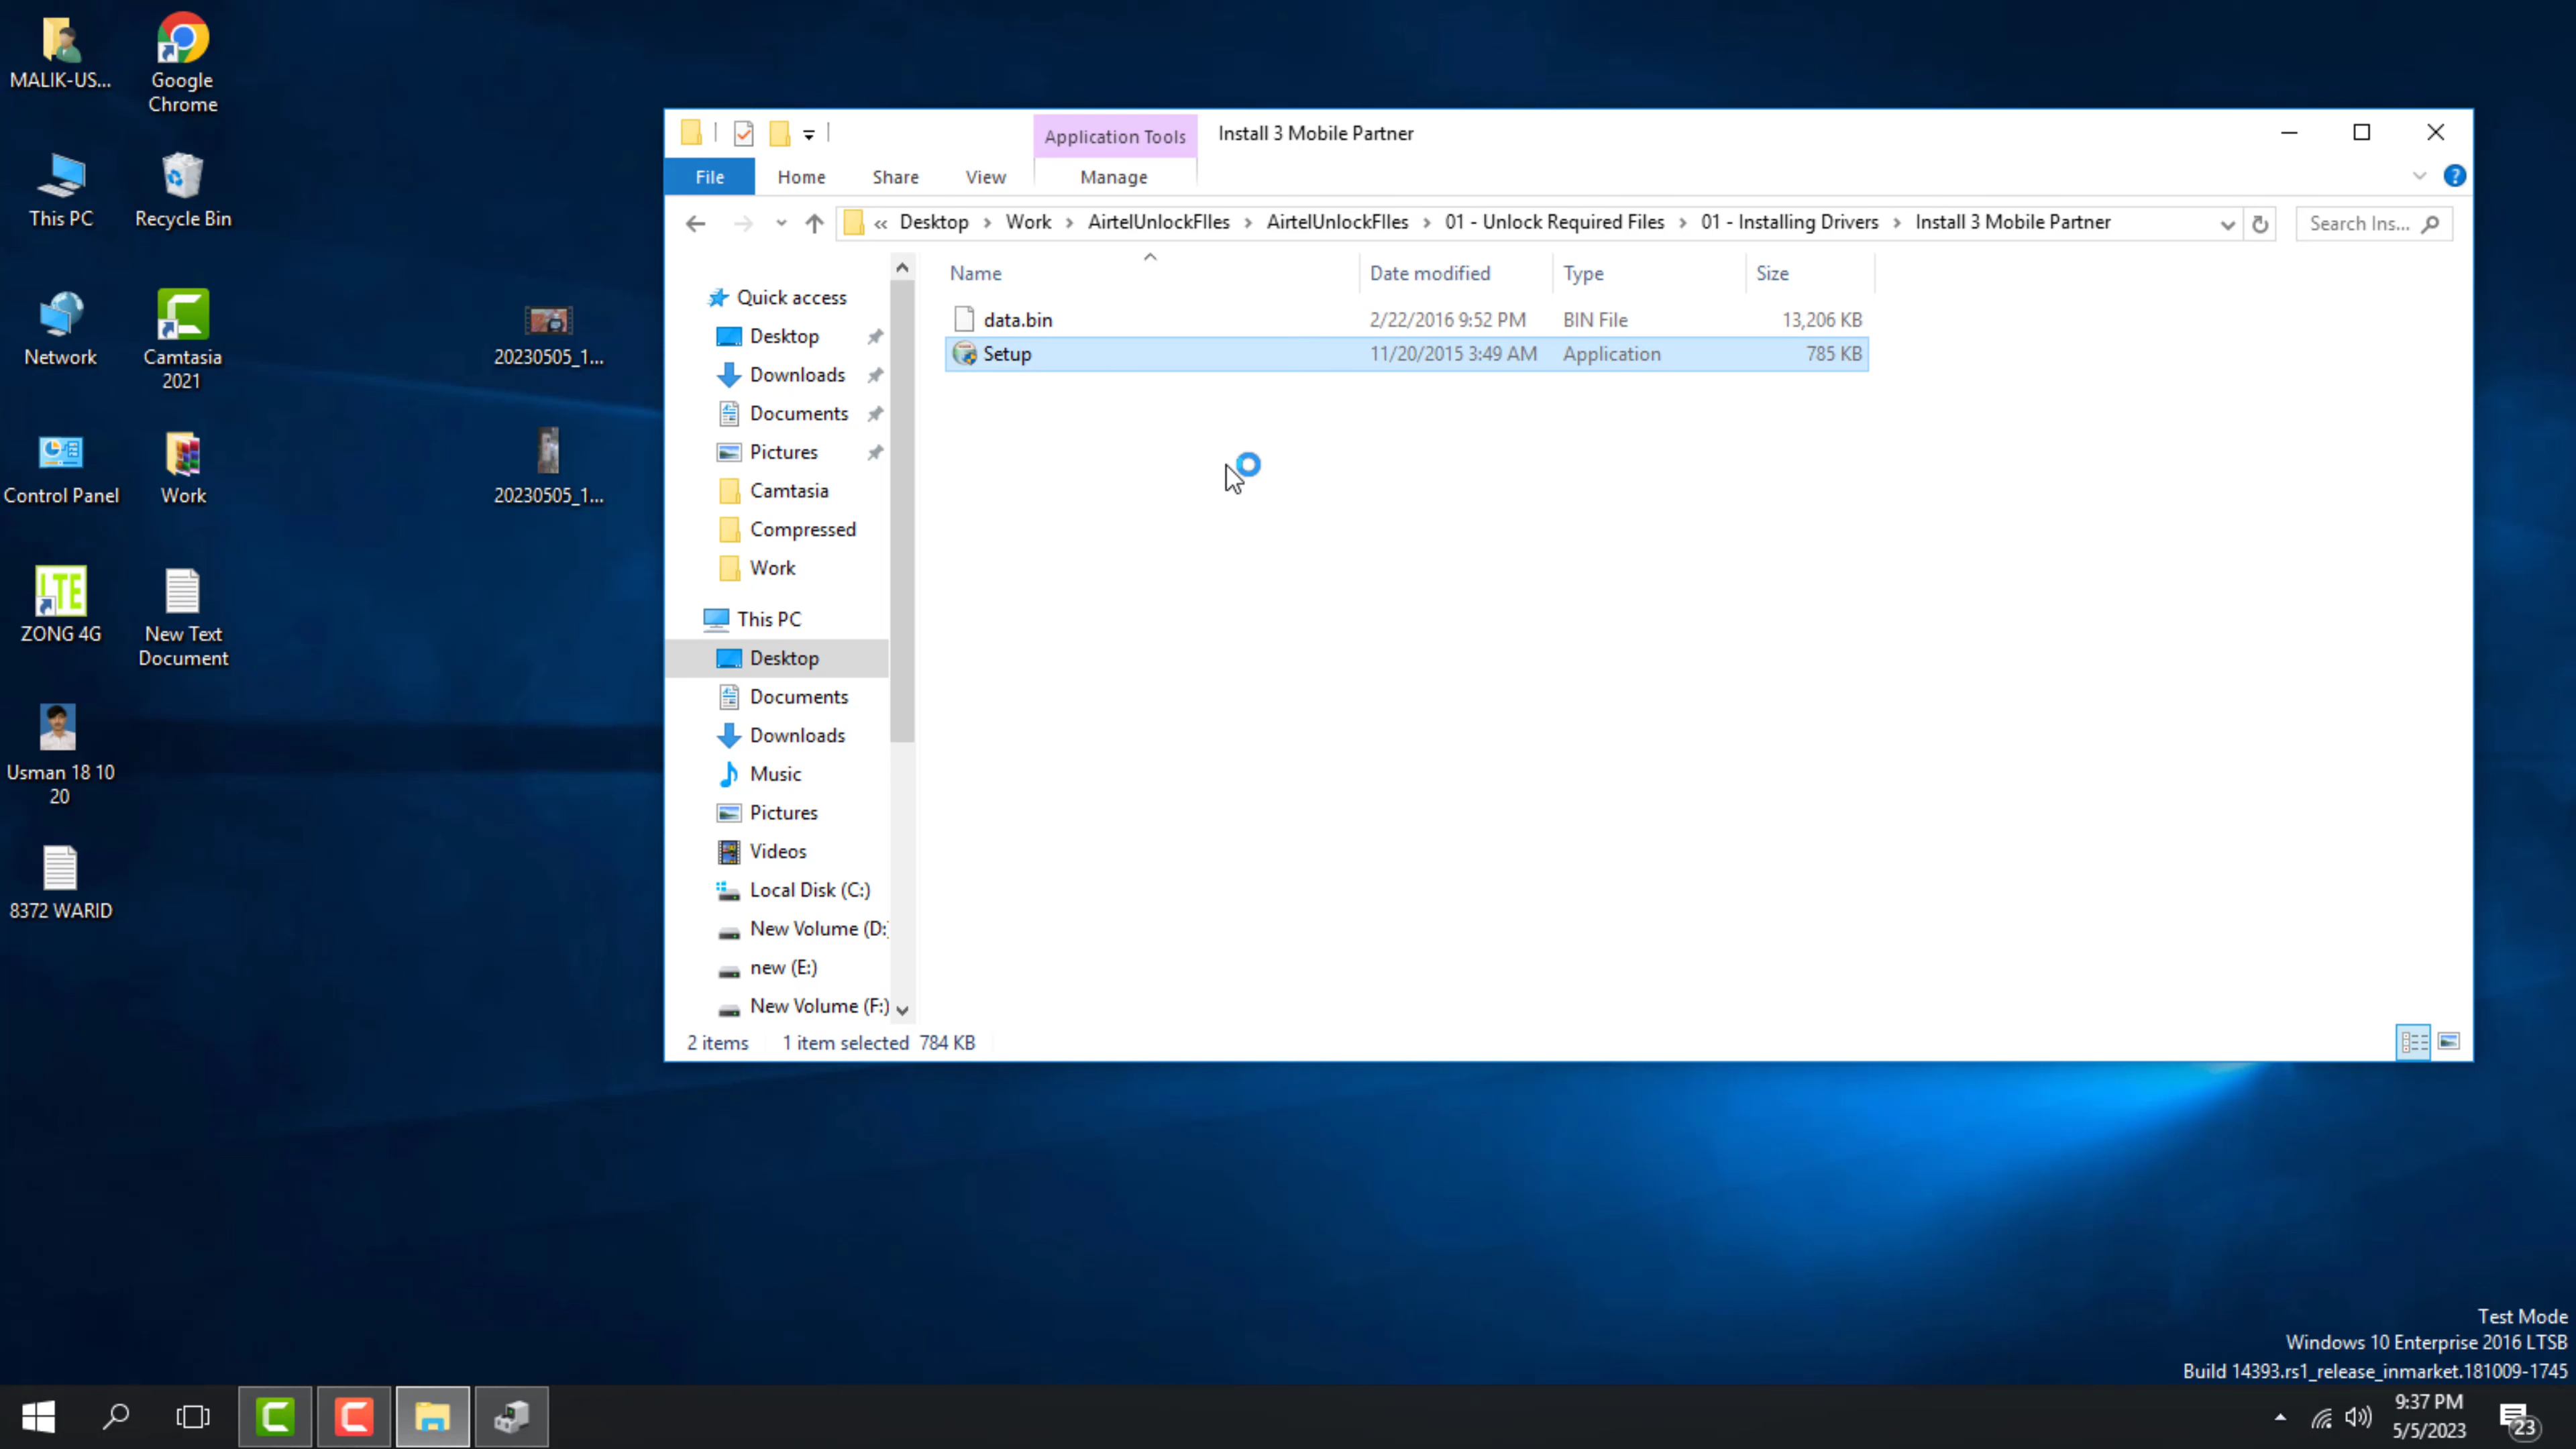 MALIK-US...
Google
Chrome
This PC
Recycle Bin
Network
Camtasia
2021
20230505_1...
Control Panel
Work
20230505_1...
LTE
ZONG 4G
New Text
Document
Usman 18 10
20
8372 WARID
Application Tools
Install 3 Mobile Partner
File
Home
Share
View
Manage
?
« Desktop > Work > AirtelUnlockFIles > AirtelUnlockFIles > 01 - Unlock Required Files > 01 - Installing Drivers > Install 3 Mobile Partner
Search Ins...
Name
Date modified
Type
Size
data.bin
2/22/2016 9:52 PM
BIN File
13,206 KB
Setup
11/20/2015 3:49 AM
Application
785 KB
Quick access
Desktop
Downloads
Documents
Pictures
Camtasia
Compressed
Work
This PC
Desktop
Documents
Downloads
Music
Pictures
Videos
Local Disk (C:)
New Volume (D:
new (E:)
New Volume (F:)
2 items
1 item selected 784 KB
Test Mode
Windows 10 Enterprise 2016 LTSB
Build 14393.rs1_release_inmarket.181009-1745
9:37 PM
5/5/2023
23